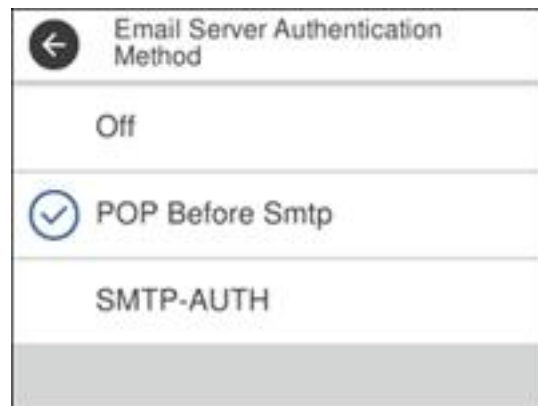 Email Server Authentication
Method
Off
POP Before Smtp
SMTP-AUTH